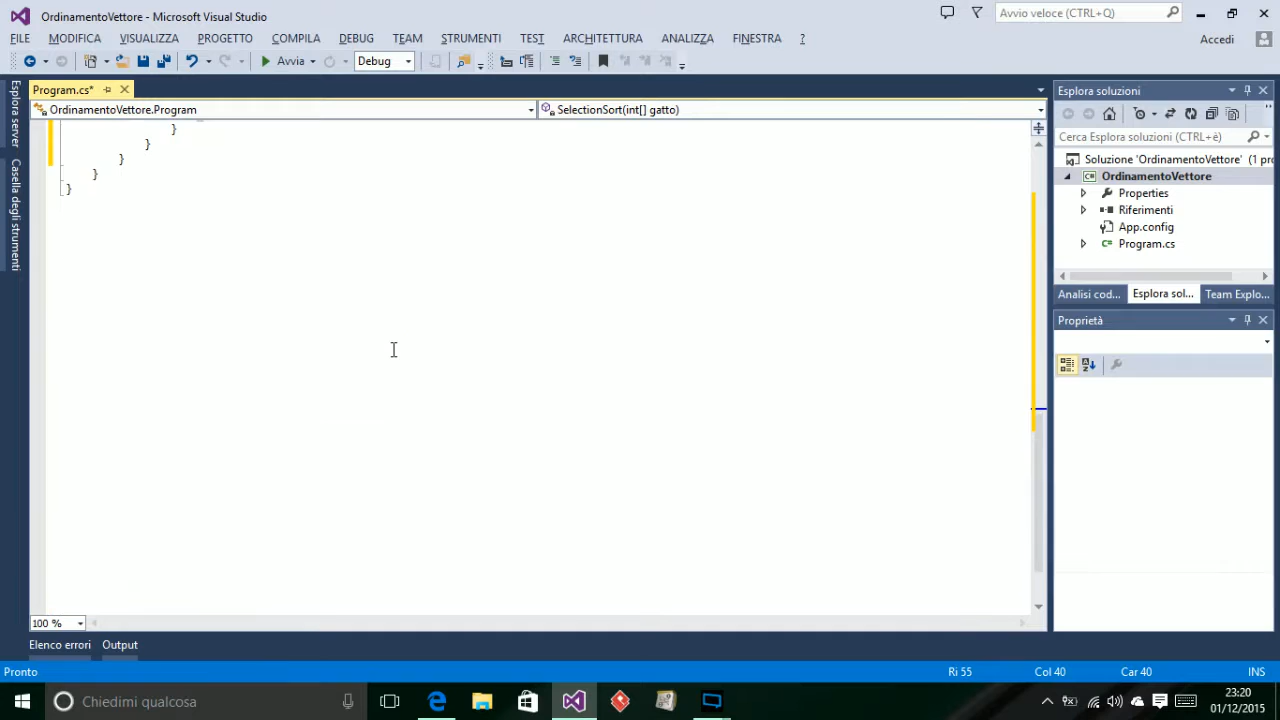 OrdinamentoVettore - Microsoft Visual Studio
Avvio veloce (CTRL+Q)
FILE MODIFICA VISUALIZZA PROGETTO COMPILA DEBUG TEAM STRUMENTI TEST ARCHITETTURA ANALIZZA FINESTRA ?
Accedi
Avvia
Debug
Esplora server
Casella degli strumenti
Program.cs*
OrdinamentoVettore.Program
SelectionSort(int[] gatto)
}
}
}
}
}
100 %
Elenco errori Output
Esplora soluzioni
Cerca Esplora soluzioni (CTRL+è)
Soluzione 'OrdinamentoVettore' (1 pro
OrdinamentoVettore
Properties
Riferimenti
App.config
Program.cs
Analisi cod... Esplora sol... Team Explo...
Proprietà
Pronto
Ri 55
Col 40
Car 40
INS
Chiedimi qualcosa
23:20
01/12/2015